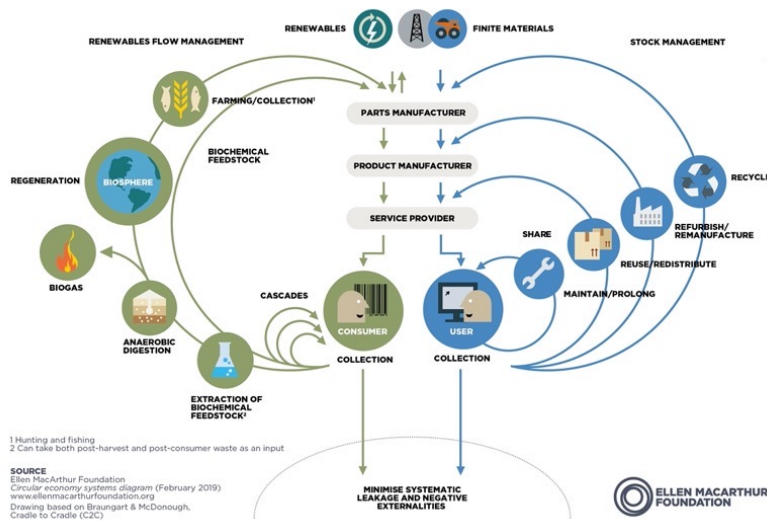 RENEWABLES
FINITE MATERIALS
RENEWABLES FLOW MANAGEMENT
STOCK MANAGEMENT
FARMING/COLLECTION¹
PARTS MANUFACTURER
BIOCHEMICAL
FEEDSTOCK
PRODUCT MANUFACTURER
REGENERATION
BIOSPHERE
RECYCLE
SERVICE PROVIDER
SHARE
REFURBISH/
REMANUFACTURE
REUSE/REDISTRIBUTE
BIOGAS
MAINTAIN/PROLONG
CASCADES
CONSUMER
USER
ANAEROBIC
DIGESTION
COLLECTION
COLLECTION
EXTRACTION OF
BIOCHEMICAL
FEEDSTOCK²
1 Hunting and fishing
2 Can take both post-harvest and post-consumer waste as an input
SOURCE
Ellen MacArthur Foundation
Circular economy systems diagram (February 2019)
www.ellenmacarthurfoundation.org
Drawing based on Braungart & McDonough,
Cradle to Cradle (C2C)
MINIMISE SYSTEMATIC
LEAKAGE AND NEGATIVE
EXTERNALITIES
ELLEN MACARTHUR
FOUNDATION